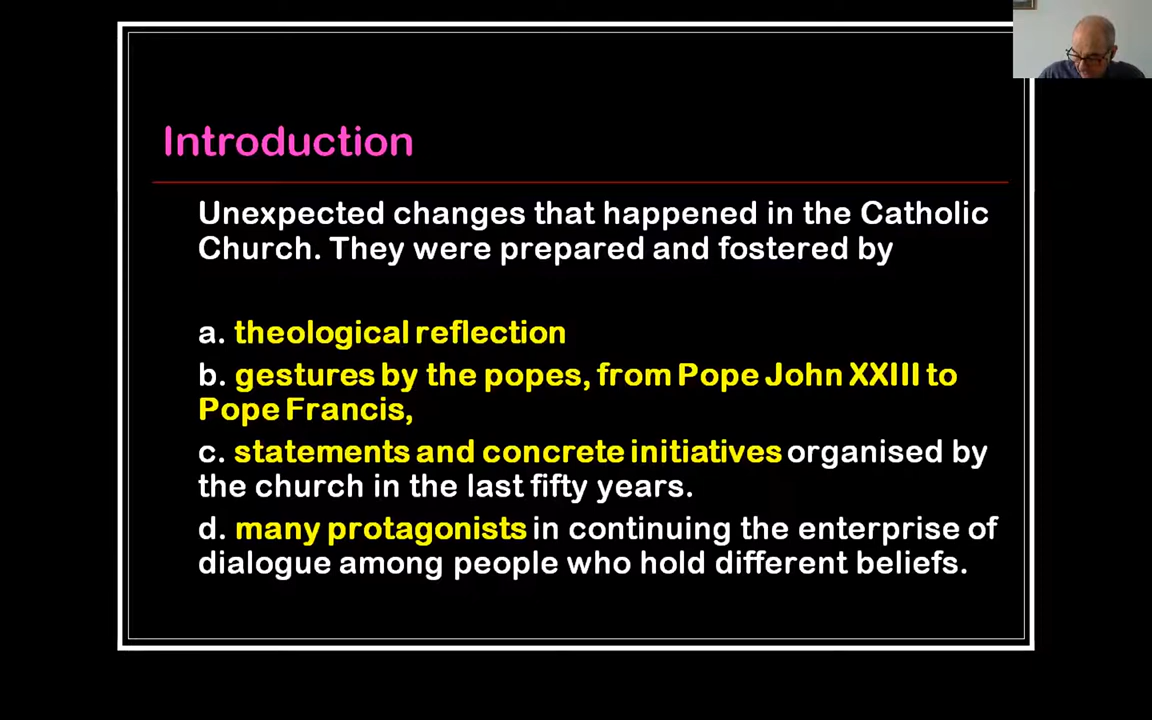 Introduction
Unexpected changes that happened in the Catholic
Church. They were prepared and fostered by
a. theological reflection
b. gestures by the popes, from Pope John XXIII to
Pope Francis,
c. statements and concrete initiatives organised by
the church in the last fifty years.
d. many protagonists in continuing the enterprise of
dialogue among people who hold different beliefs.